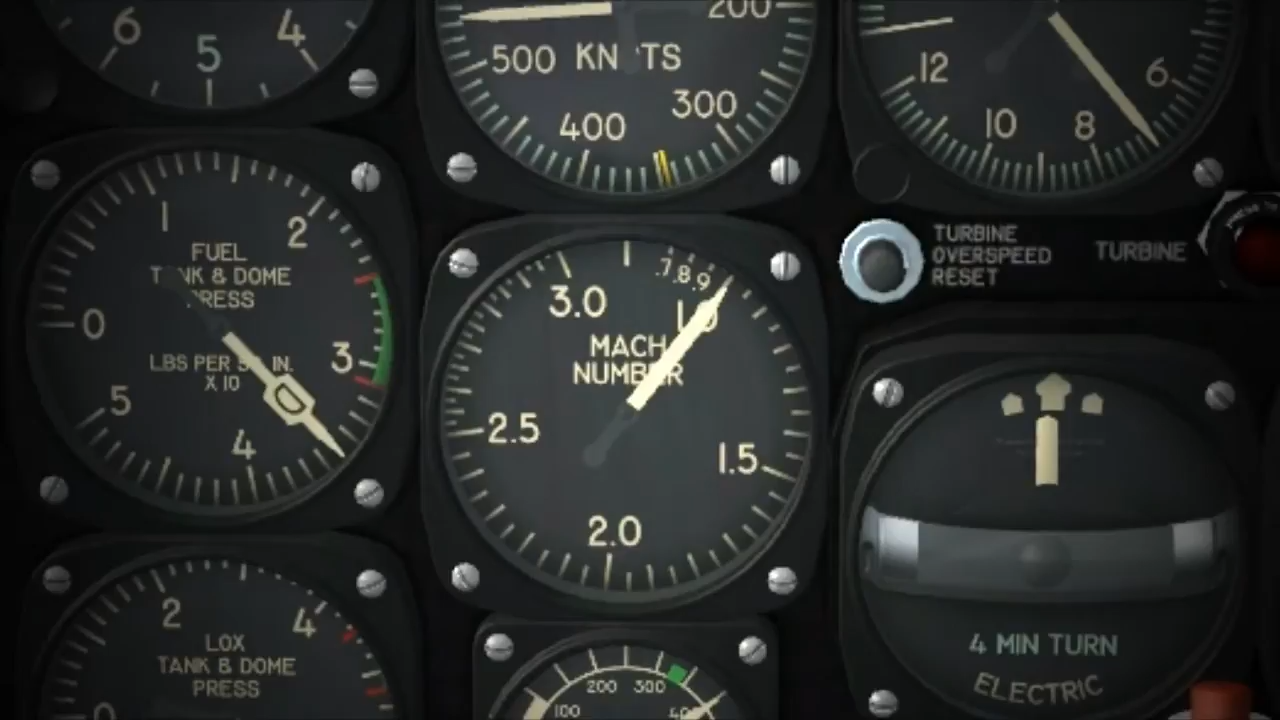 6 5 4
200
500 KNOTS
300
400
12 10 8 6
1 2
FUEL
TANK & DOME
PRESS
0 3
LBS PER SQ. IN.
X 10
5 4
.7 .8 .9
3.0 1.0
MACH
NUMBER
2.5 1.5
2.0
TURBINE
OVERSPEED
RESET
TURBINE
2 4
LOX
TANK & DOME
PRESS
0
200 300
100 400
4 MIN TURN
ELECTRIC